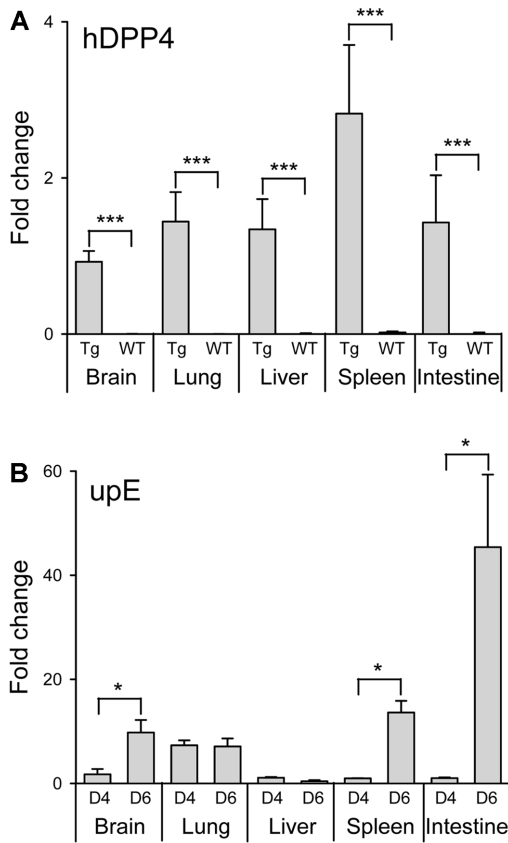 A
hDPP4
Fold change
4
2
0
***
***
***
***
***
Tg WT Tg WT Tg WT Tg WT Tg WT
Brain Lung Liver Spleen Intestine
B
upE
Fold change
60
40
20
0
*
*
*
D4 D6 D4 D6 D4 D6 D4 D6 D4 D6
Brain Lung Liver Spleen Intestine